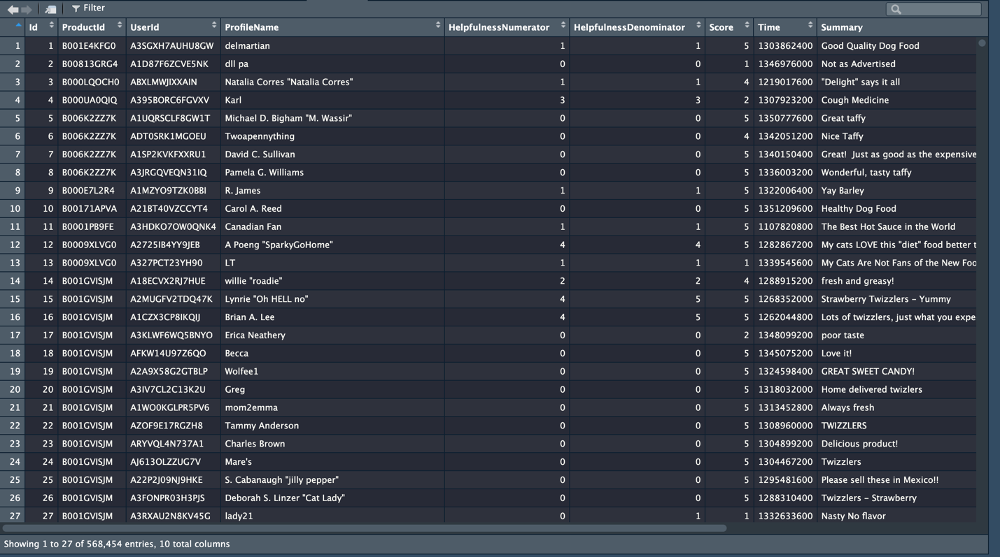 Filter
Id ProductId UserId ProfileName HelpfulnessNumerator HelpfulnessDenominator Score Time Summary
1 1 B001E4KFG0 A3SGXH7AUHU8GW delmartian 1 1 5 1303862400 Good Quality Dog Food
2 2 B00813GRG4 A1D87F6ZCVE5NK dll pa 0 0 1 1346976000 Not as Advertised
3 3 B000LQOCH0 ABXLMWJIXXAIN Natalia Corres "Natalia Corres" 1 1 4 1219017600 "Delight" says it all
4 4 B000UA0QIQ A395BORC6FGVXV Karl 3 3 2 1307923200 Cough Medicine
5 5 B006K2ZZ7K A1UQRSCLF8GW1T Michael D. Bigham "M. Wassir" 0 0 5 1350777600 Great taffy
6 6 B006K2ZZ7K ADT0SRK1MGOEU Twoapennything 0 0 4 1342051200 Nice Taffy
7 7 B006K2ZZ7K A1SP2KVKFXXRU1 David C. Sullivan 0 0 5 1340150400 Great!  Just as good as the expensive
8 8 B006K2ZZ7K A3JRGQVEQN31IQ Pamela G. Williams 0 0 5 1336003200 Wonderful, tasty taffy
9 9 B000E7L2R4 A1MZYO9TZK0BBI R. James 1 1 5 1322006400 Yay Barley
10 10 B00171APVA A21BT40VZCCYT4 Carol A. Reed 0 0 5 1351209600 Healthy Dog Food
11 11 B0001PB9FE A3HDKO7OW0QNK4 Canadian Fan 1 1 5 1107820800 The Best Hot Sauce in the World
12 12 B0009XLVG0 A2725IB4YY9JEB A Poeng "SparkyGoHome" 4 4 5 1282867200 My cats LOVE this "diet" food better t
13 13 B0009XLVG0 A327PCT23YH90 LT 1 1 1 1339545600 My Cats Are Not Fans of the New Foo
14 14 B001GVISJM A18ECVX2RJ7HUE willie "roadie" 2 2 4 1288915200 fresh and greasy!
15 15 B001GVISJM A2MUGFV2TDQ47K Lynrie "Oh HELL no" 4 5 5 1268352000 Strawberry Twizzlers - Yummy
16 16 B001GVISJM A1CZX3CP8IKQIJ Brian A. Lee 4 5 5 1262044800 Lots of twizzlers, just what you expe
17 17 B001GVISJM A3KLWF6WQ5BNYO Erica Neathery 0 0 2 1348099200 poor taste
18 18 B001GVISJM AFKW14U97Z6QO Becca 0 0 5 1345075200 Love it!
19 19 B001GVISJM A2A9X58G2GTBLP Wolfee1 0 0 5 1324598400 GREAT SWEET CANDY!
20 20 B001GVISJM A3IV7CL2C13K2U Greg 0 0 5 1318032000 Home delivered twizlers
21 21 B001GVISJM A1WO0KGLPR5PV6 mom2emma 0 0 5 1313452800 Always fresh
22 22 B001GVISJM AZOF9E17RGZH8 Tammy Anderson 0 0 5 1308960000 TWIZZLERS
23 23 B001GVISJM ARYVQL4N737A1 Charles Brown 0 0 5 1304899200 Delicious product!
24 24 B001GVISJM AJ613OLZZUG7V Mare's 0 0 5 1304467200 Twizzlers
25 25 B001GVISJM A22P2J09NJ9HKE S. Cabanaugh "jilly pepper" 0 0 5 1295481600 Please sell these in Mexico!!
26 26 B001GVISJM A3FONPR03H3PJS Deborah S. Linzer "Cat Lady" 0 0 5 1288310400 Twizzlers - Strawberry
27 27 B001GVISJM A3RXAU2N8KV45G lady21 0 1 1 1332633600 Nasty No flavor
Showing 1 to 27 of 568,454 entries, 10 total columns